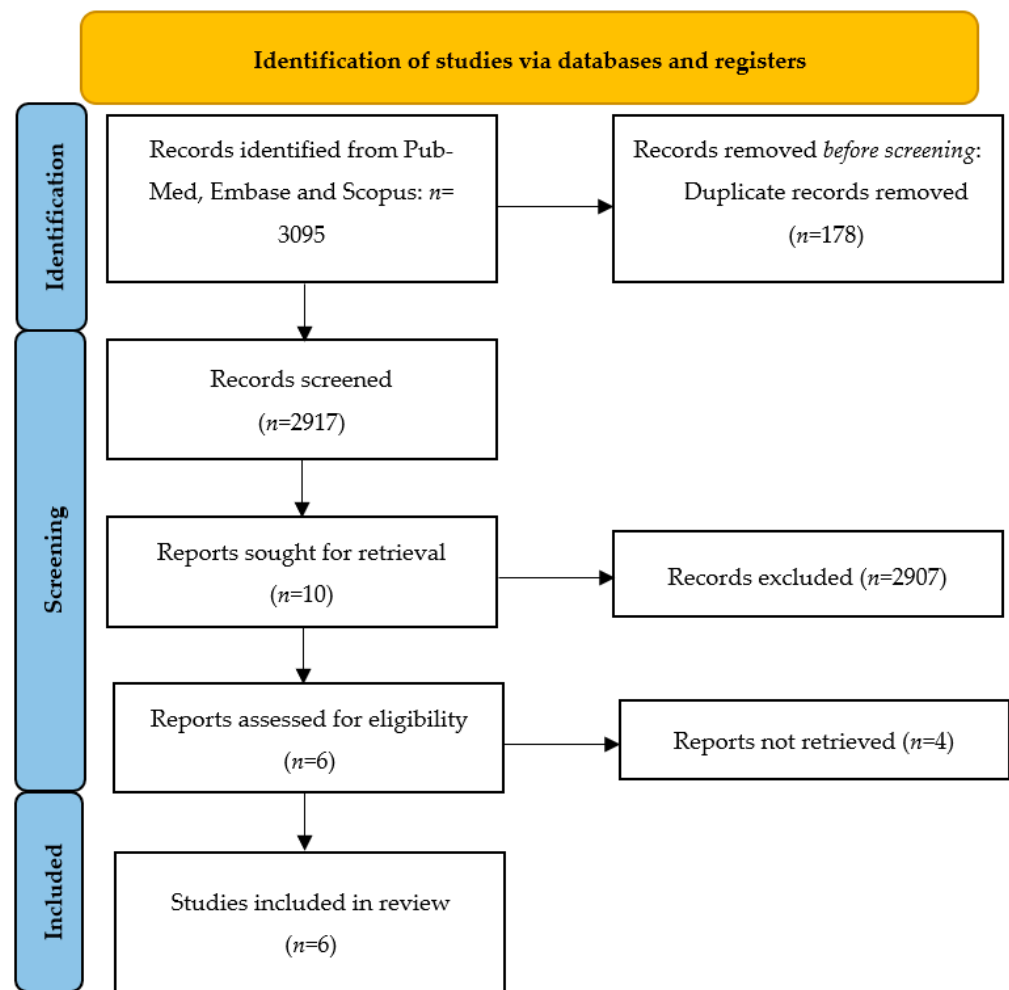 Identification of studies via databases and registers
Identification
Records identified from Pub-
Med, Embase and Scopus: n=
3095
Records removed before screening:
Duplicate records removed
(n=178)
Screening
Records screened
(n=2917)
Reports sought for retrieval
(n=10)
Records excluded (n=2907)
Reports assessed for eligibility
(n=6)
Reports not retrieved (n=4)
Included
Studies included in review
(n=6)